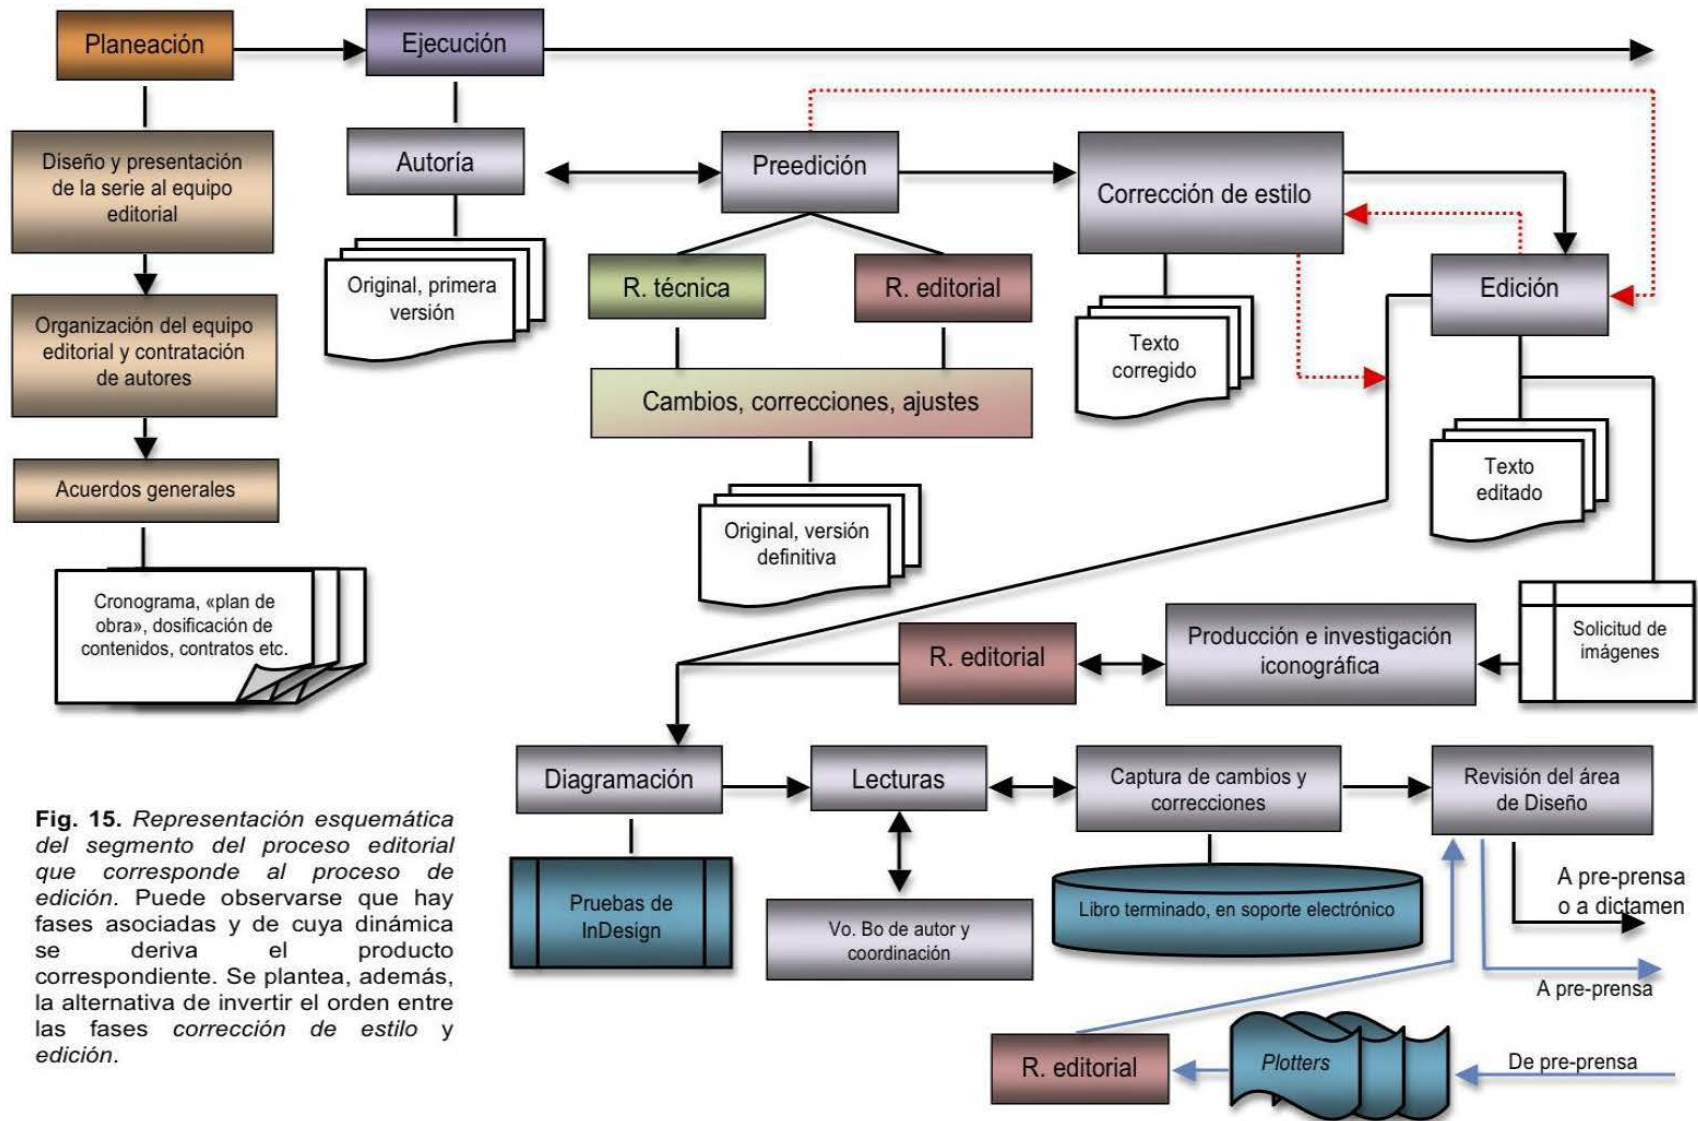 Planeación
Ejecución
Diseño y presentación
de la serie al equipo
editorial
Organización del equipo
editorial y contratación
de autores
Acuerdos generales
Cronograma, «plan de
obra», dosificación de
contenidos, contratos etc.
Autoría
Original, primera
versión
Preedición
R. técnica
R. editorial
Cambios, correcciones, ajustes
Original, versión
definitiva
Corrección de estilo
Texto
corregido
Edición
Texto
editado
Solicitud de
imágenes
Producción e investigación
iconográfica
R. editorial
Diagramación
Pruebas de
InDesign
Lecturas
Vo. Bo de autor y
coordinación
Captura de cambios y
correcciones
Libro terminado, en soporte electrónico
Revisión del área
de Diseño
A pre-prensa
o a dictamen
A pre-prensa
De pre-prensa
Plotters
R. editorial
Fig. 15. Representación esquemática
del segmento del proceso editorial
que corresponde al proceso de
edición. Puede observarse que hay
fases asociadas y de cuya dinámica
se deriva el producto
correspondiente. Se plantea, además,
la alternativa de invertir el orden entre
las fases corrección de estilo y
edición.